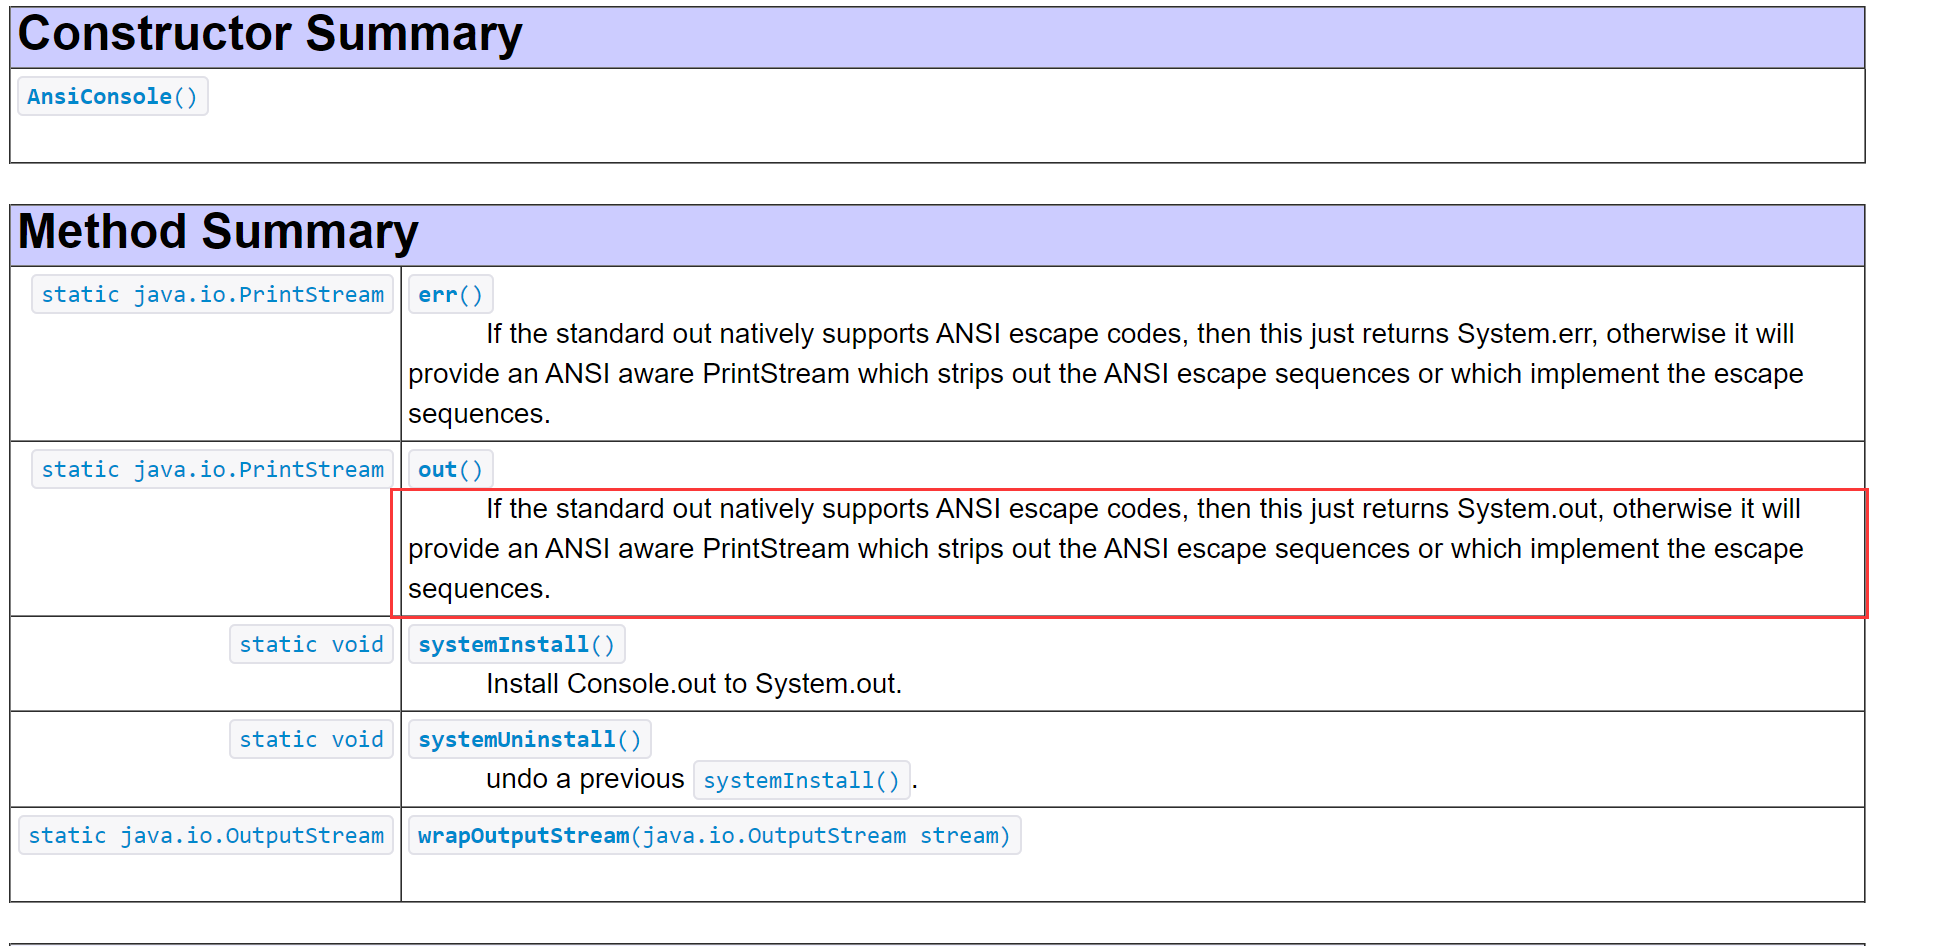 Constructor Summary
AnsiConsole()
Method Summary
static java.io.PrintStream err()
If the standard out natively supports ANSI escape codes, then this just returns System.err, otherwise it will
provide an ANSI aware PrintStream which strips out the ANSI escape sequences or which implement the escape
sequences.
static java.io.PrintStream out()
If the standard out natively supports ANSI escape codes, then this just returns System.out, otherwise it will
provide an ANSI aware PrintStream which strips out the ANSI escape sequences or which implement the escape
sequences.
static void systemInstall()
Install Console.out to System.out.
static void systemUninstall()
undo a previous systemInstall().
static java.io.OutputStream wrapOutputStream(java.io.OutputStream stream)